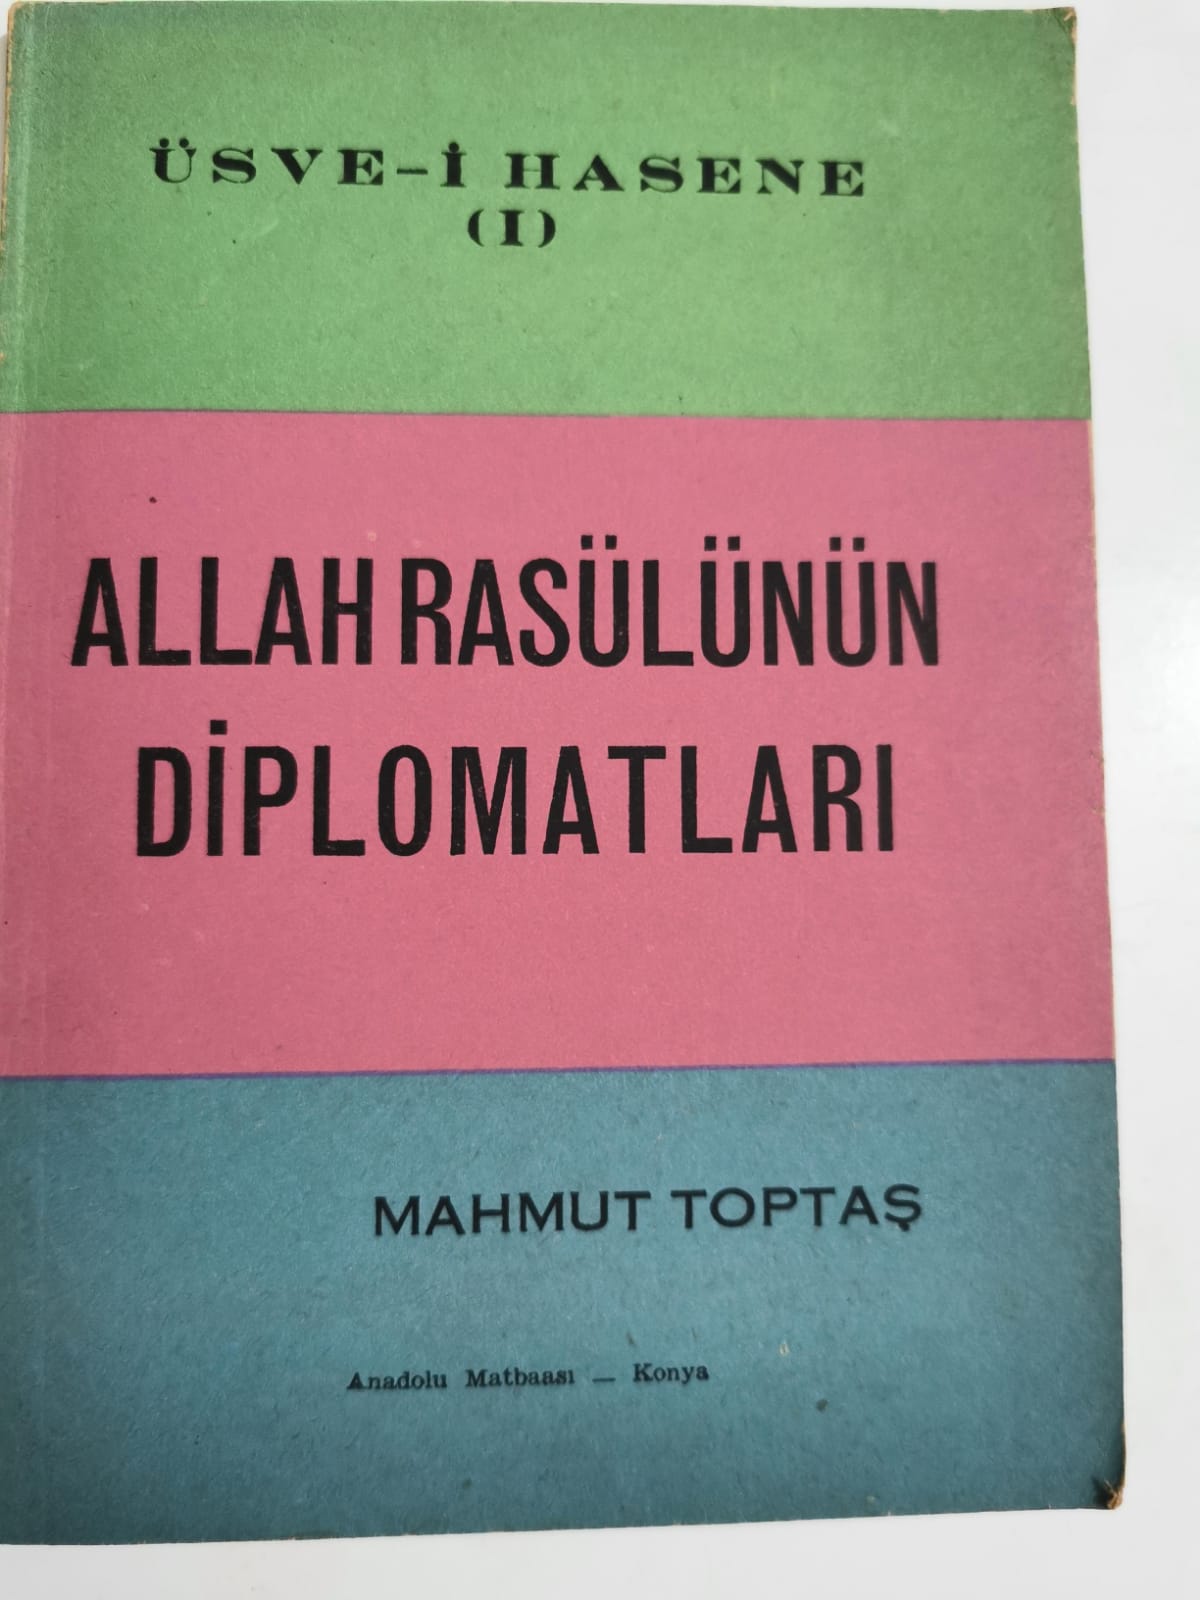 ÜSVE-İ HASENE
(I)
ALLAH RASÜLÜNÜN
DİPLOMATLARI
MAHMUT TOPTAŞ
Anadolu Matbaası — Konya